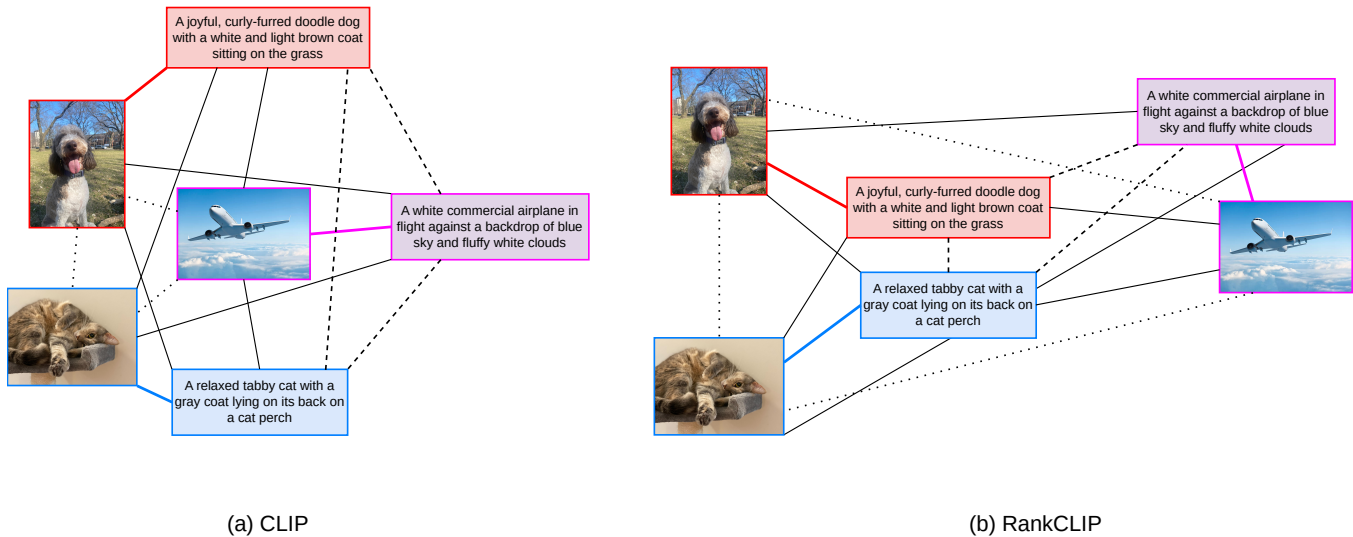 A joyful, curly-furred doodle dog
with a white and light brown coat
sitting on the grass
A white commercial airplane in
flight against a backdrop of blue
sky and fluffy white clouds
A relaxed tabby cat with a
gray coat lying on its back on
a cat perch
(a) CLIP
A white commercial airplane in
flight against a backdrop of blue
sky and fluffy white clouds
A joyful, curly-furred doodle dog
with a white and light brown coat
sitting on the grass
A relaxed tabby cat with a
gray coat lying on its back on
a cat perch
(b) RankCLIP